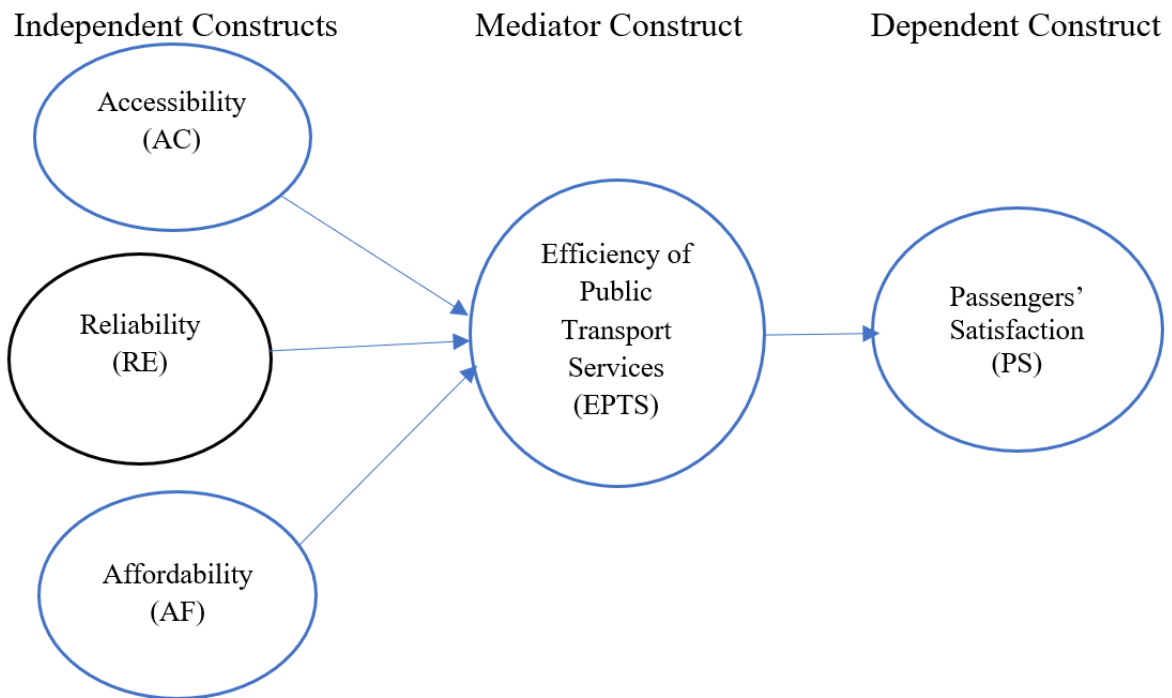 Independent Constructs
Mediator Construct
Dependent Construct
Accessibility
(AC)
Reliability
(RE)
Affordability
(AF)
Efficiency of
Public
Transport
Services
(EPTS)
Passengers’
Satisfaction
(PS)